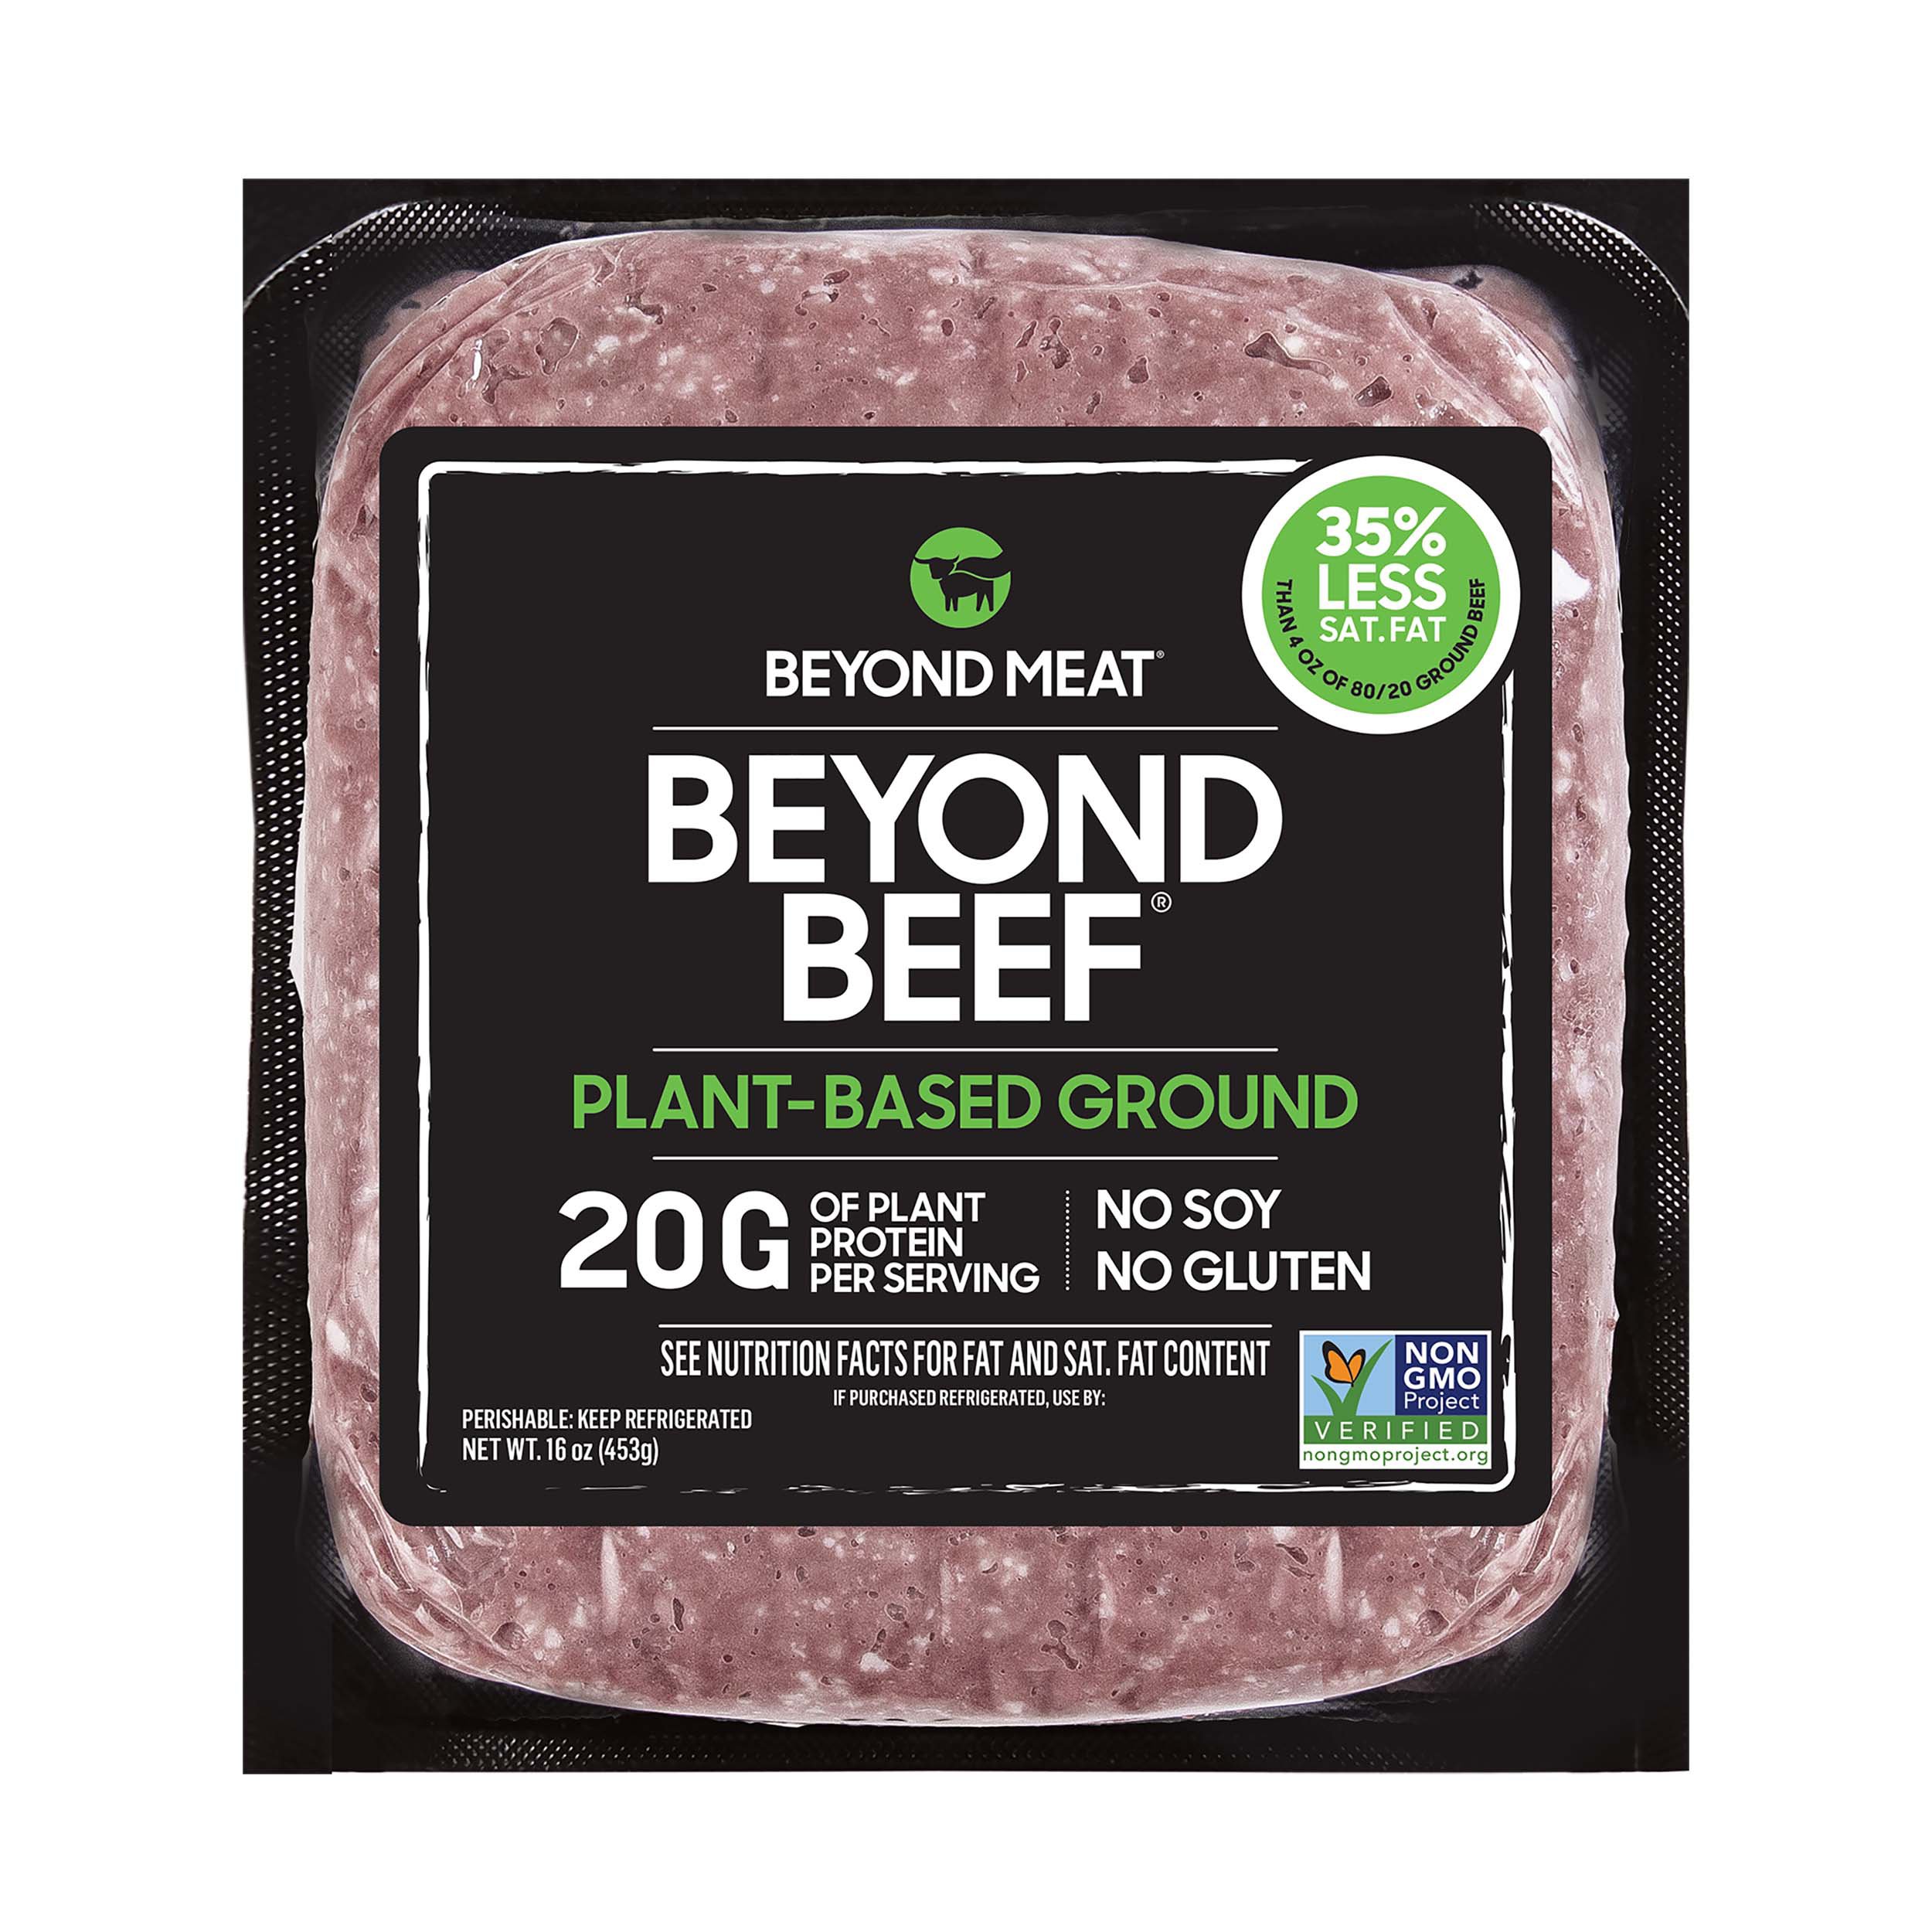 35%
LESS
SAT. FAT
THAN 4 OZ OF 80/20 GROUND BEEF
BEYOND MEAT®
BEYOND
BEEF®
PLANT-BASED GROUND
20G
OF PLANT
PROTEIN
PER SERVING
NO SOY
NO GLUTEN
SEE NUTRITION FACTS FOR FAT AND SAT. FAT CONTENT
IF PURCHASED REFRIGERATED, USE BY:
PERISHABLE: KEEP REFRIGERATED
NET WT. 16 oz (453g)
NON
GMO
Project
VERIFIED
nongmoproject.org